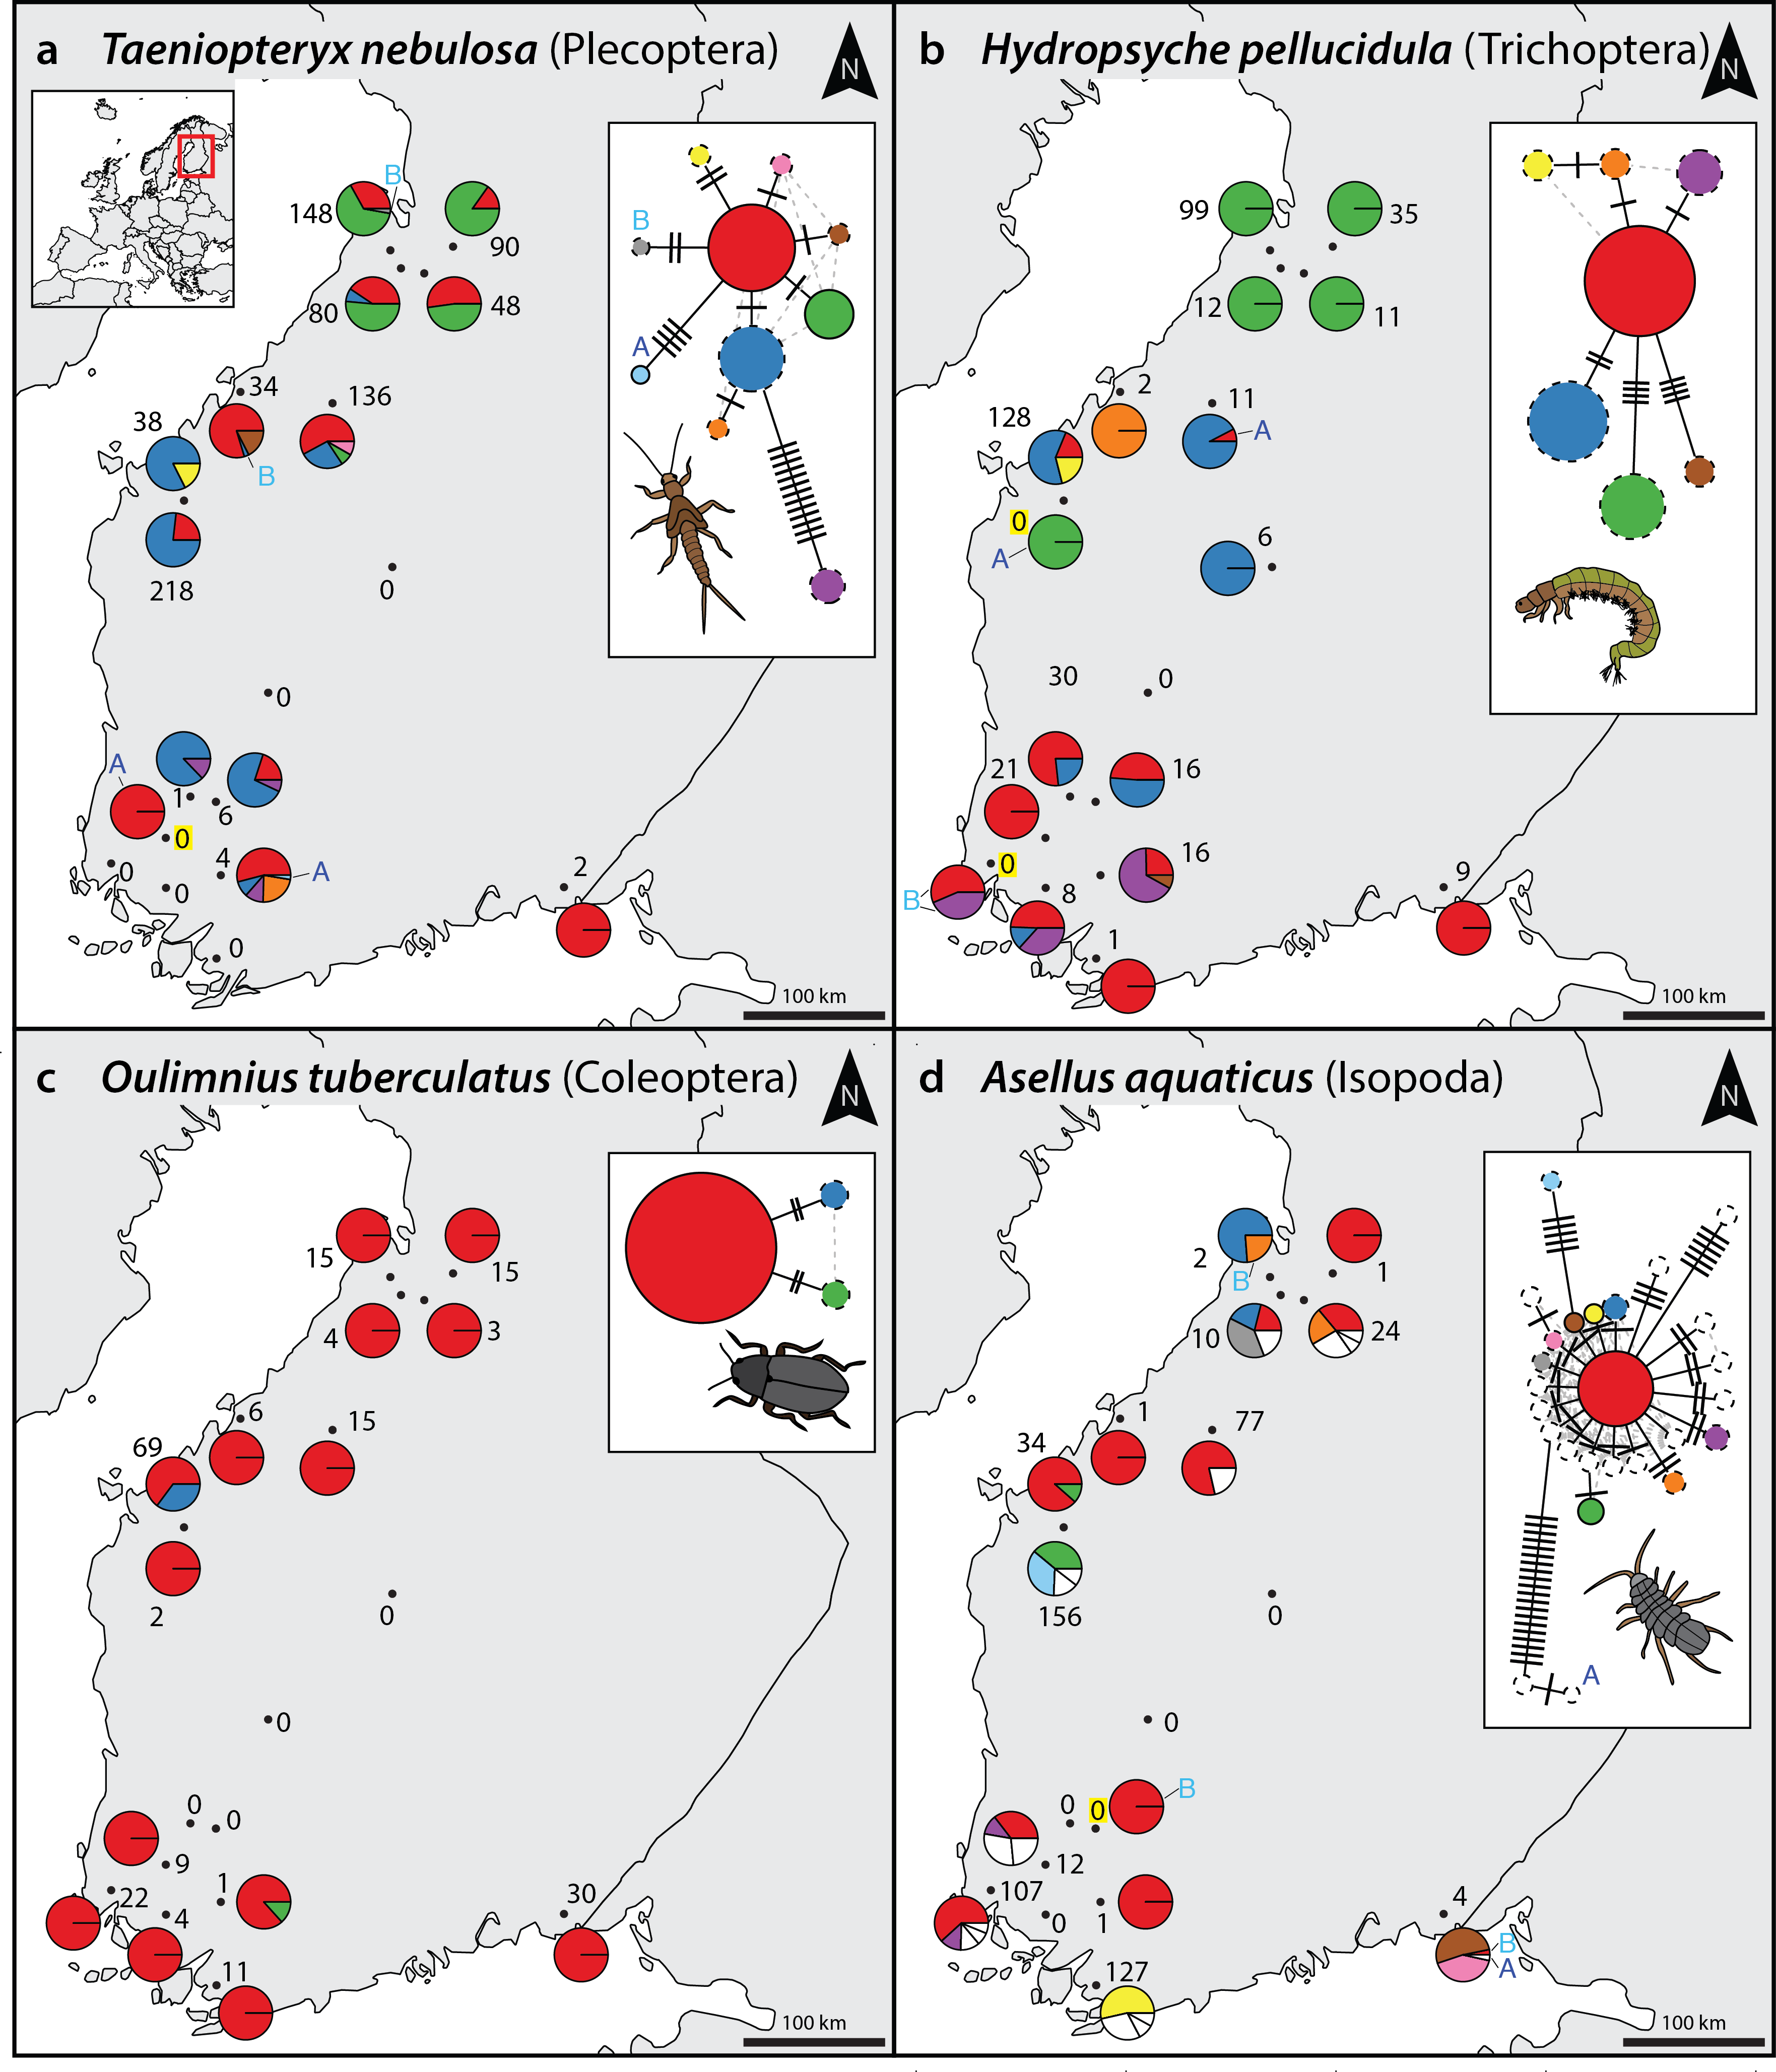 a Taeniopteryx nebulosa (Plecoptera)
N
B
148
90
80
48
34
136
38
B
218
0
0
A
1
6
0
0
4
A
0
2
0
100 km
B
A
b Hydropsyche pellucidula (Trichoptera)
N
99
35
12
11
2
11
128
A
0
A
6
30
0
21
16
16
0
B
8
9
1
100 km
c Oulimnius tuberculatus (Coleoptera)
N
15
15
4
3
6
15
69
2
0
0
0
0
9
22
1
4
30
11
100 km
d Asellus aquaticus (Isopoda)
N
2
B
1
10
24
1
77
34
156
0
0
0
0
B
12
107
0
1
4
B
A
127
100 km
A